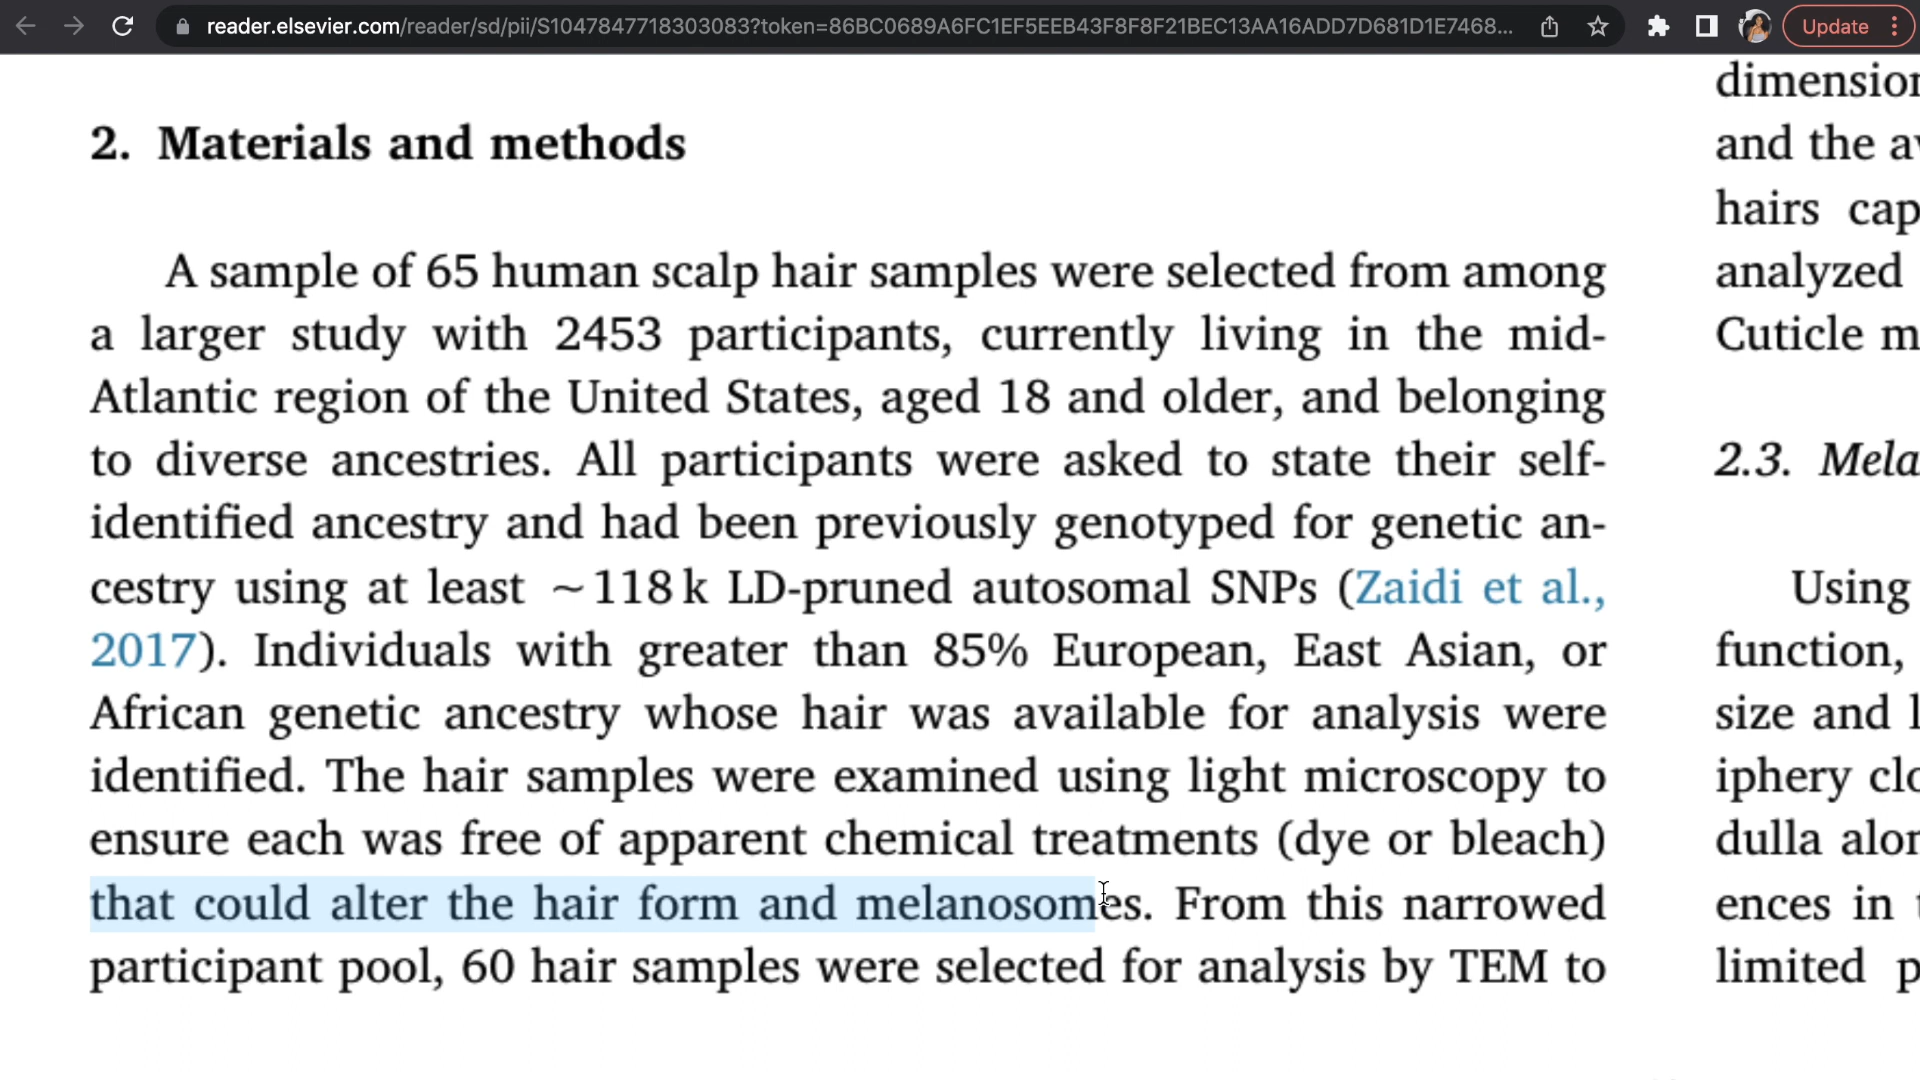 reader.elsevier.com/reader/sd/pii/S1047847718303083?token=86BC0689A6FC1EF5EEB43F8F8F21BEC13AA16ADD7D681D1E7468...
Update
2. Materials and methods
A sample of 65 human scalp hair samples were selected from among
a larger study with 2453 participants, currently living in the mid-
Atlantic region of the United States, aged 18 and older, and belonging
to diverse ancestries. All participants were asked to state their self-
identified ancestry and had been previously genotyped for genetic an-
cestry using at least ~118 k LD-pruned autosomal SNPs (Zaidi et al.,
2017). Individuals with greater than 85% European, East Asian, or
African genetic ancestry whose hair was available for analysis were
identified. The hair samples were examined using light microscopy to
ensure each was free of apparent chemical treatments (dye or bleach)
that could alter the hair form and melanosomes. From this narrowed
participant pool, 60 hair samples were selected for analysis by TEM to
and the
hairs cap
analyzed
Cuticle m
2.3. Mela
Using
function,
size and l
iphery clo
dulla alon
ences in
limited p